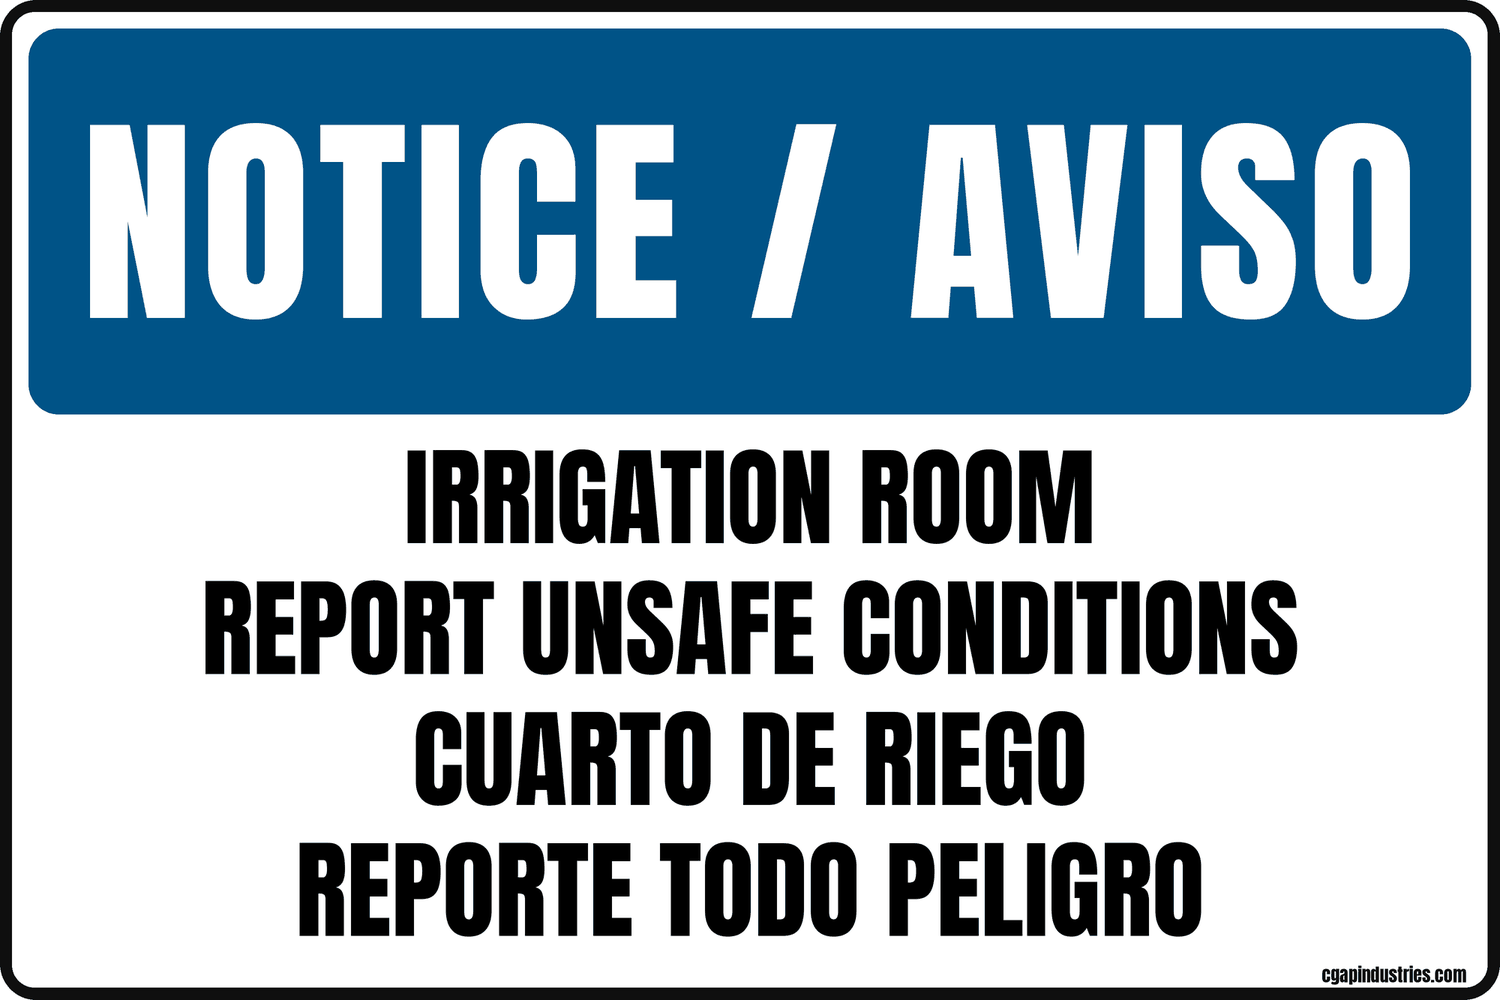 NOTICE / AVISO
IRRIGATION ROOM
REPORT UNSAFE CONDITIONS
CUARTO DE RIEGO
REPORTE TODO PELIGRO
cgapindustries.com